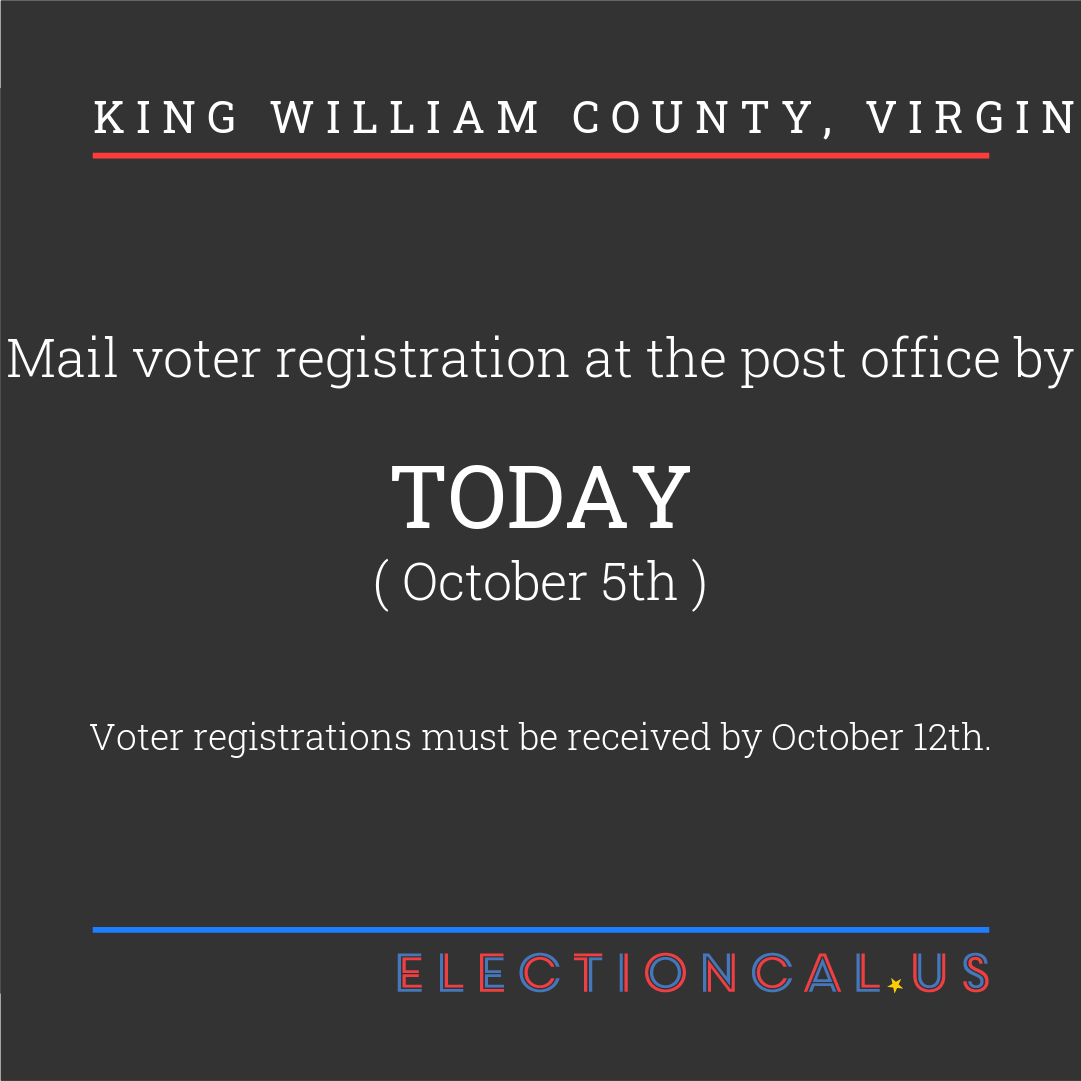 KING WILLIAM COUNTY, VIRGIN
Mail voter registration at the post office by
TODAY
( October 5th )
Voter registrations must be received by October 12th.
ELECTIONCAL.US